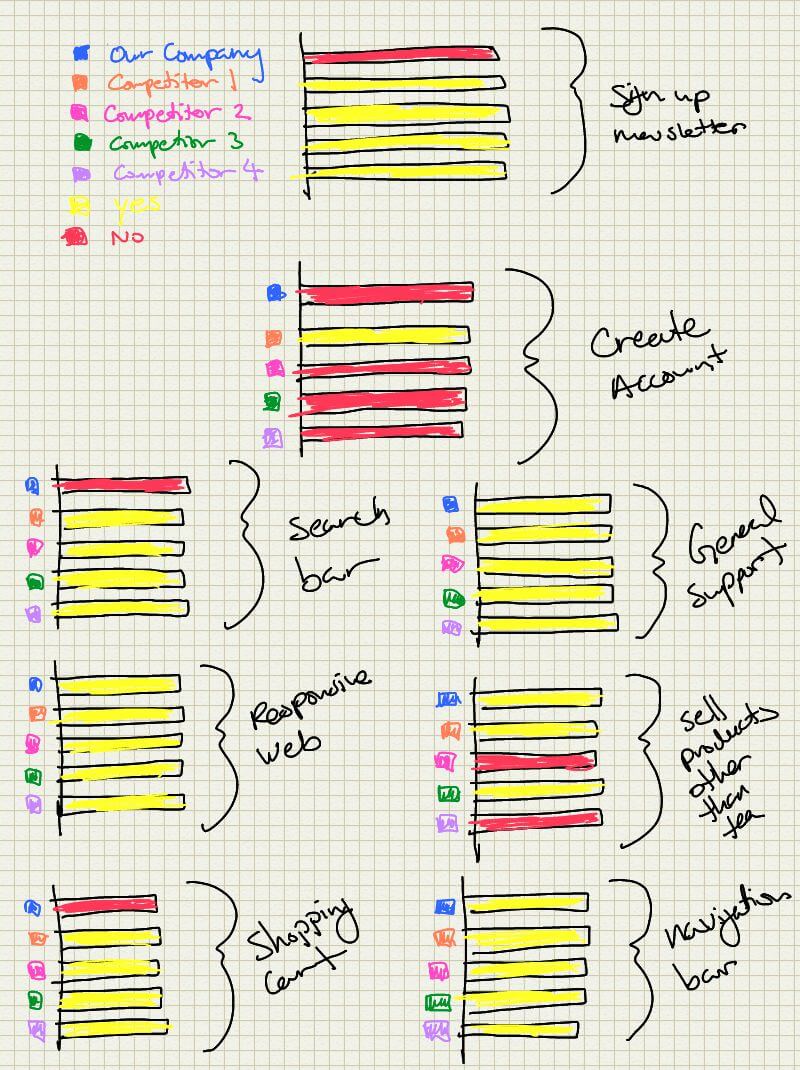 Our Company
Competitor 1
Competitor 2
Competior 3
Competitor 4
yes
No
Sign up
newsletter
Create
Account
Search
bar
General
Support
Responsive
web
sell
products
other
than
tea
Shopping
Cart
Navigation
bar